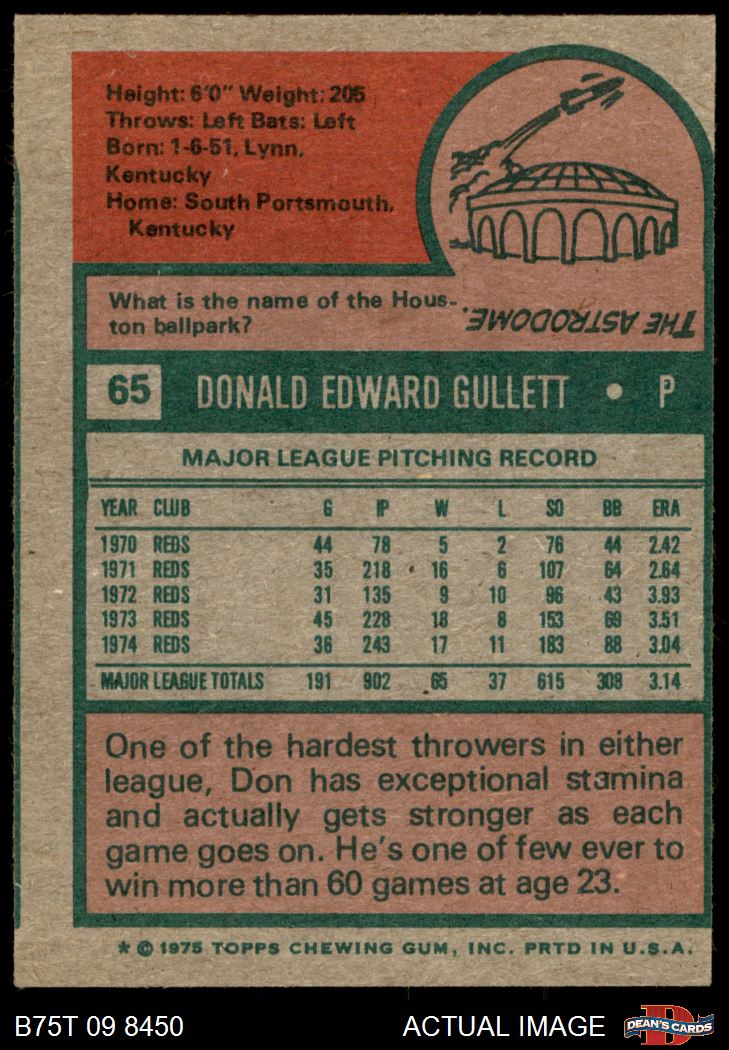 Height: 6'0" Weight: 205
Throws: Left Bats: Left
Born: 1-6-51, Lynn,
Kentucky
Home: South Portsmouth,
Kentucky
What is the name of the Hous-
ton ballpark?
THE ASTRODOME.
65 DONALD EDWARD GULLETT • P
MAJOR LEAGUE PITCHING RECORD
YEAR CLUB G IP W L SO BB ERA
1970 REDS 44 78 5 2 76 44 2.42
1971 REDS 35 218 16 6 107 64 2.64
1972 REDS 31 135 9 10 96 43 3.93
1973 REDS 45 228 18 8 153 69 3.51
1974 REDS 36 243 17 11 183 88 3.04
MAJOR LEAGUE TOTALS 191 902 65 37 615 308 3.14
One of the hardest throwers in either
league, Don has exceptional stamina
and actually gets stronger as each
game goes on. He's one of few ever to
win more than 60 games at age 23.
* © 1975 TOPPS CHEWING GUM, INC. PRTD IN U.S.A.
B75T 09 8450 ACTUAL IMAGE
DEAN'S CARDS